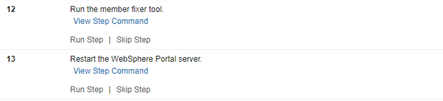 12 Run the member fixer tool.
View Step Command
Run Step | Skip Step
13 Restart the WebSphere Portal server.
View Step Command
Run Step | Skip Step